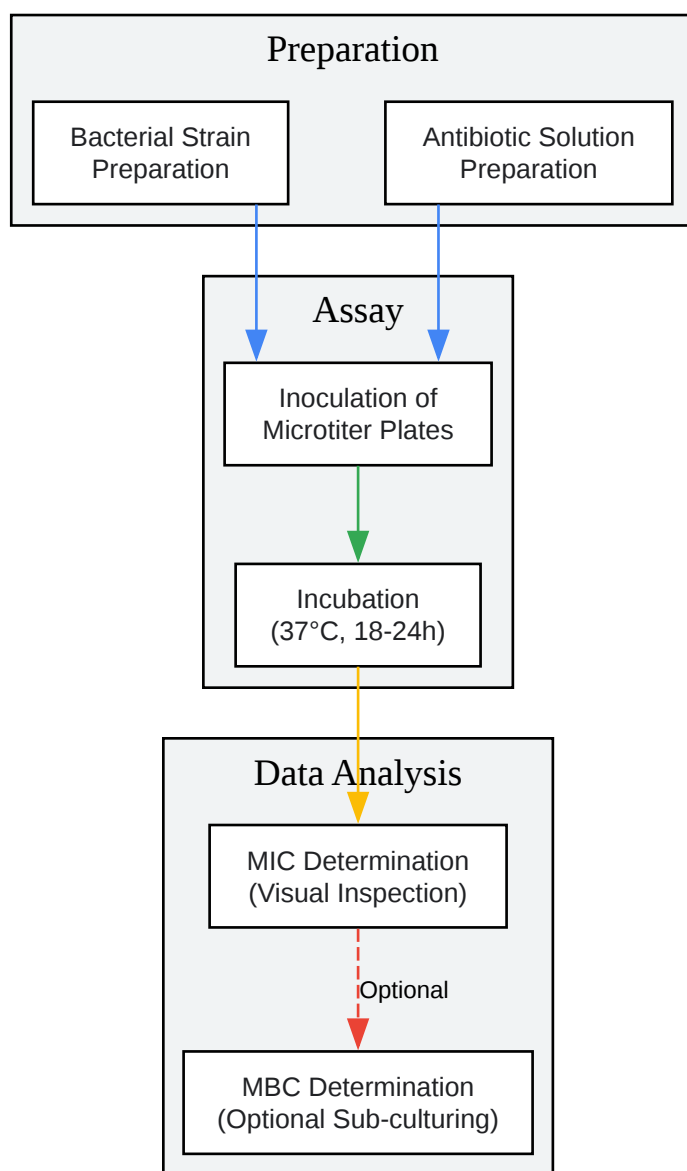 Preparation
Bacterial Strain
Preparation
Antibiotic Solution
Preparation
Assay
Inoculation of
Microtiter Plates
Incubation
(37°C, 18-24h)
Data Analysis
MIC Determination
(Visual Inspection)
Optional
MBC Determination
(Optional Sub-culturing)